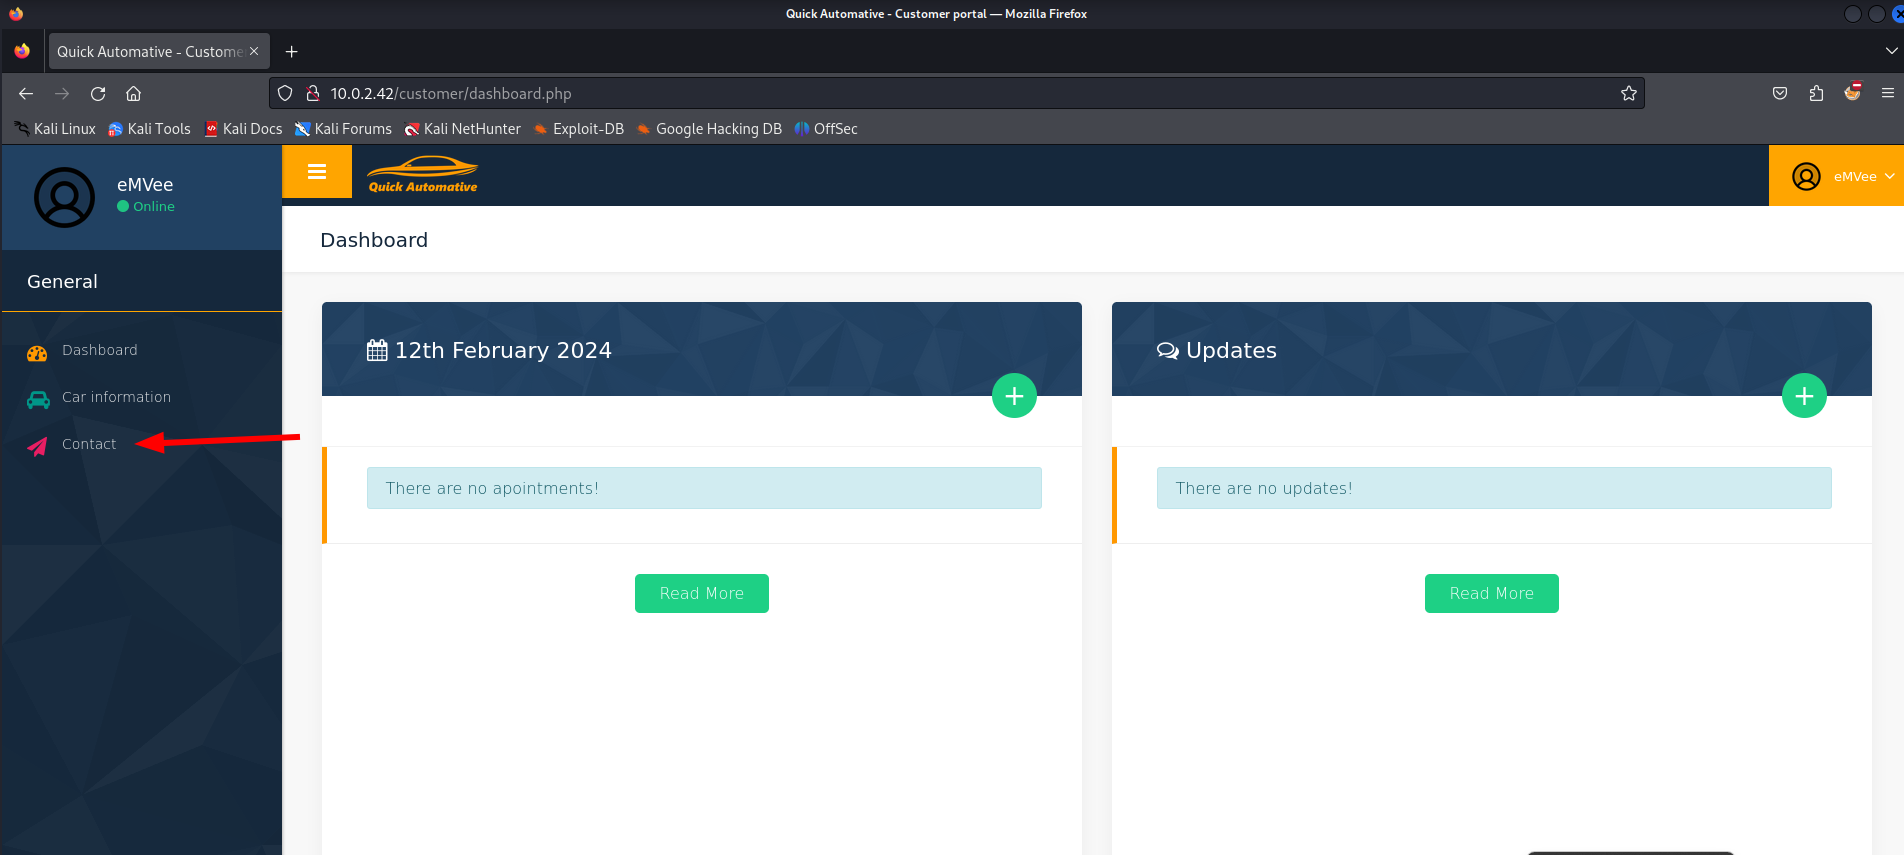 Quick Automative - Customer portal — Mozilla Firefox
Quick Automative - Custome
10.0.2.42/customer/dashboard.php
Kali Linux Kali Tools Kali Docs Kali Forums Kali NetHunter Exploit-DB Google Hacking DB OffSec
eMVee
Online
Quick Automative
eMVee
Dashboard
General
Dashboard
Car information
Contact
12th February 2024
There are no apointments!
Read More
Updates
There are no updates!
Read More